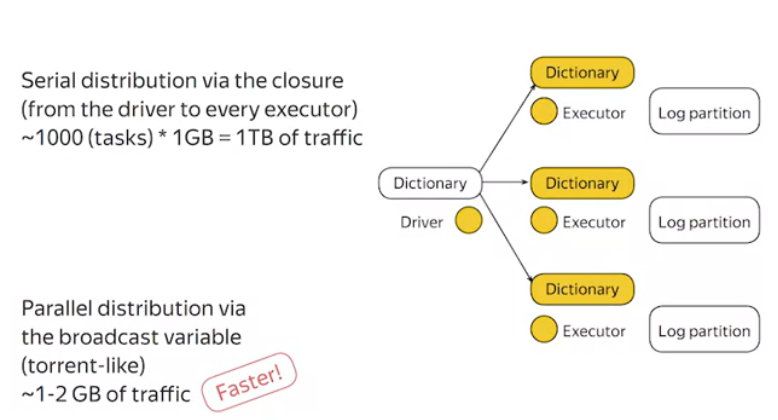 Serial distribution via the closure
(from the driver to every executor)
~1000 (tasks) * 1GB = 1TB of traffic
Parallel distribution via
the broadcast variable
(torrent-like)
~1-2 GB of traffic
Faster!
Dictionary
Driver
Dictionary
Executor
Log partition
Dictionary
Executor
Log partition
Dictionary
Executor
Log partition